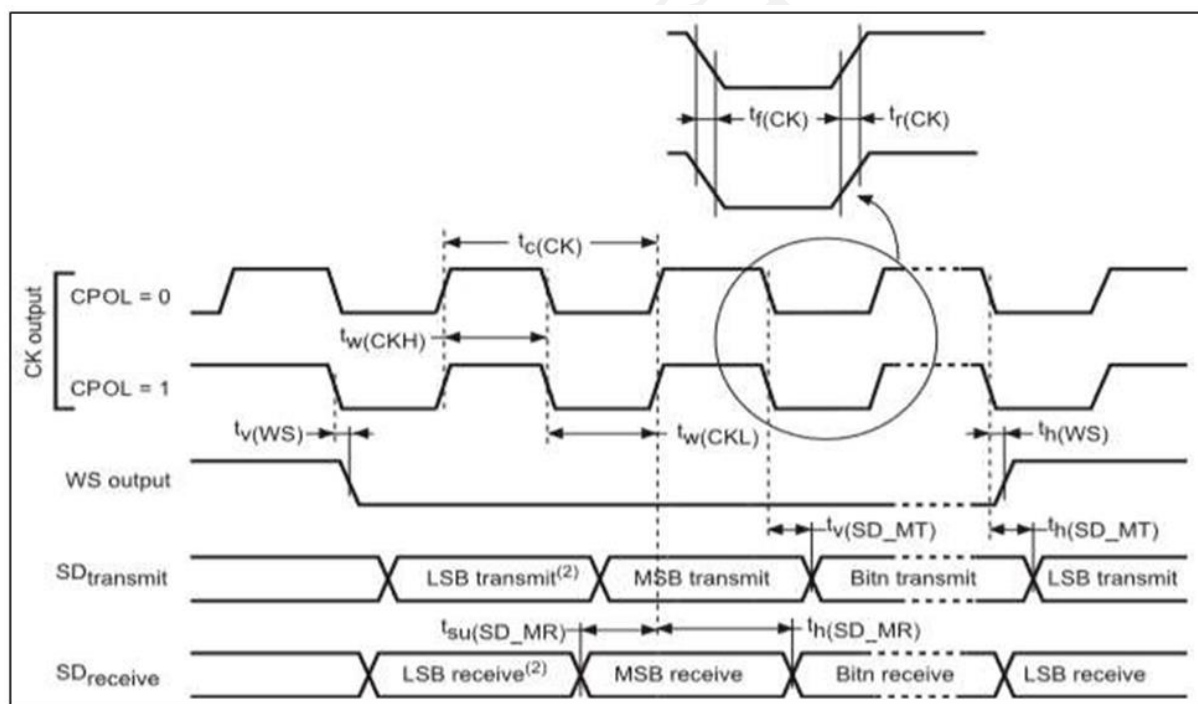 tf(CK)
tr(CK)
tc(CK)
CK output
CPOL = 0
tw(CKH)
CPOL = 1
tv(WS)
tw(CKL)
th(WS)
WS output
tv(SD_MT)
th(SD_MT)
SDtransmit
LSB transmit(2)
MSB transmit
Bitn transmit
LSB transmit
tsu(SD_MR)
th(SD_MR)
SDreceive
LSB receive(2)
MSB receive
Bitn receive
LSB receive